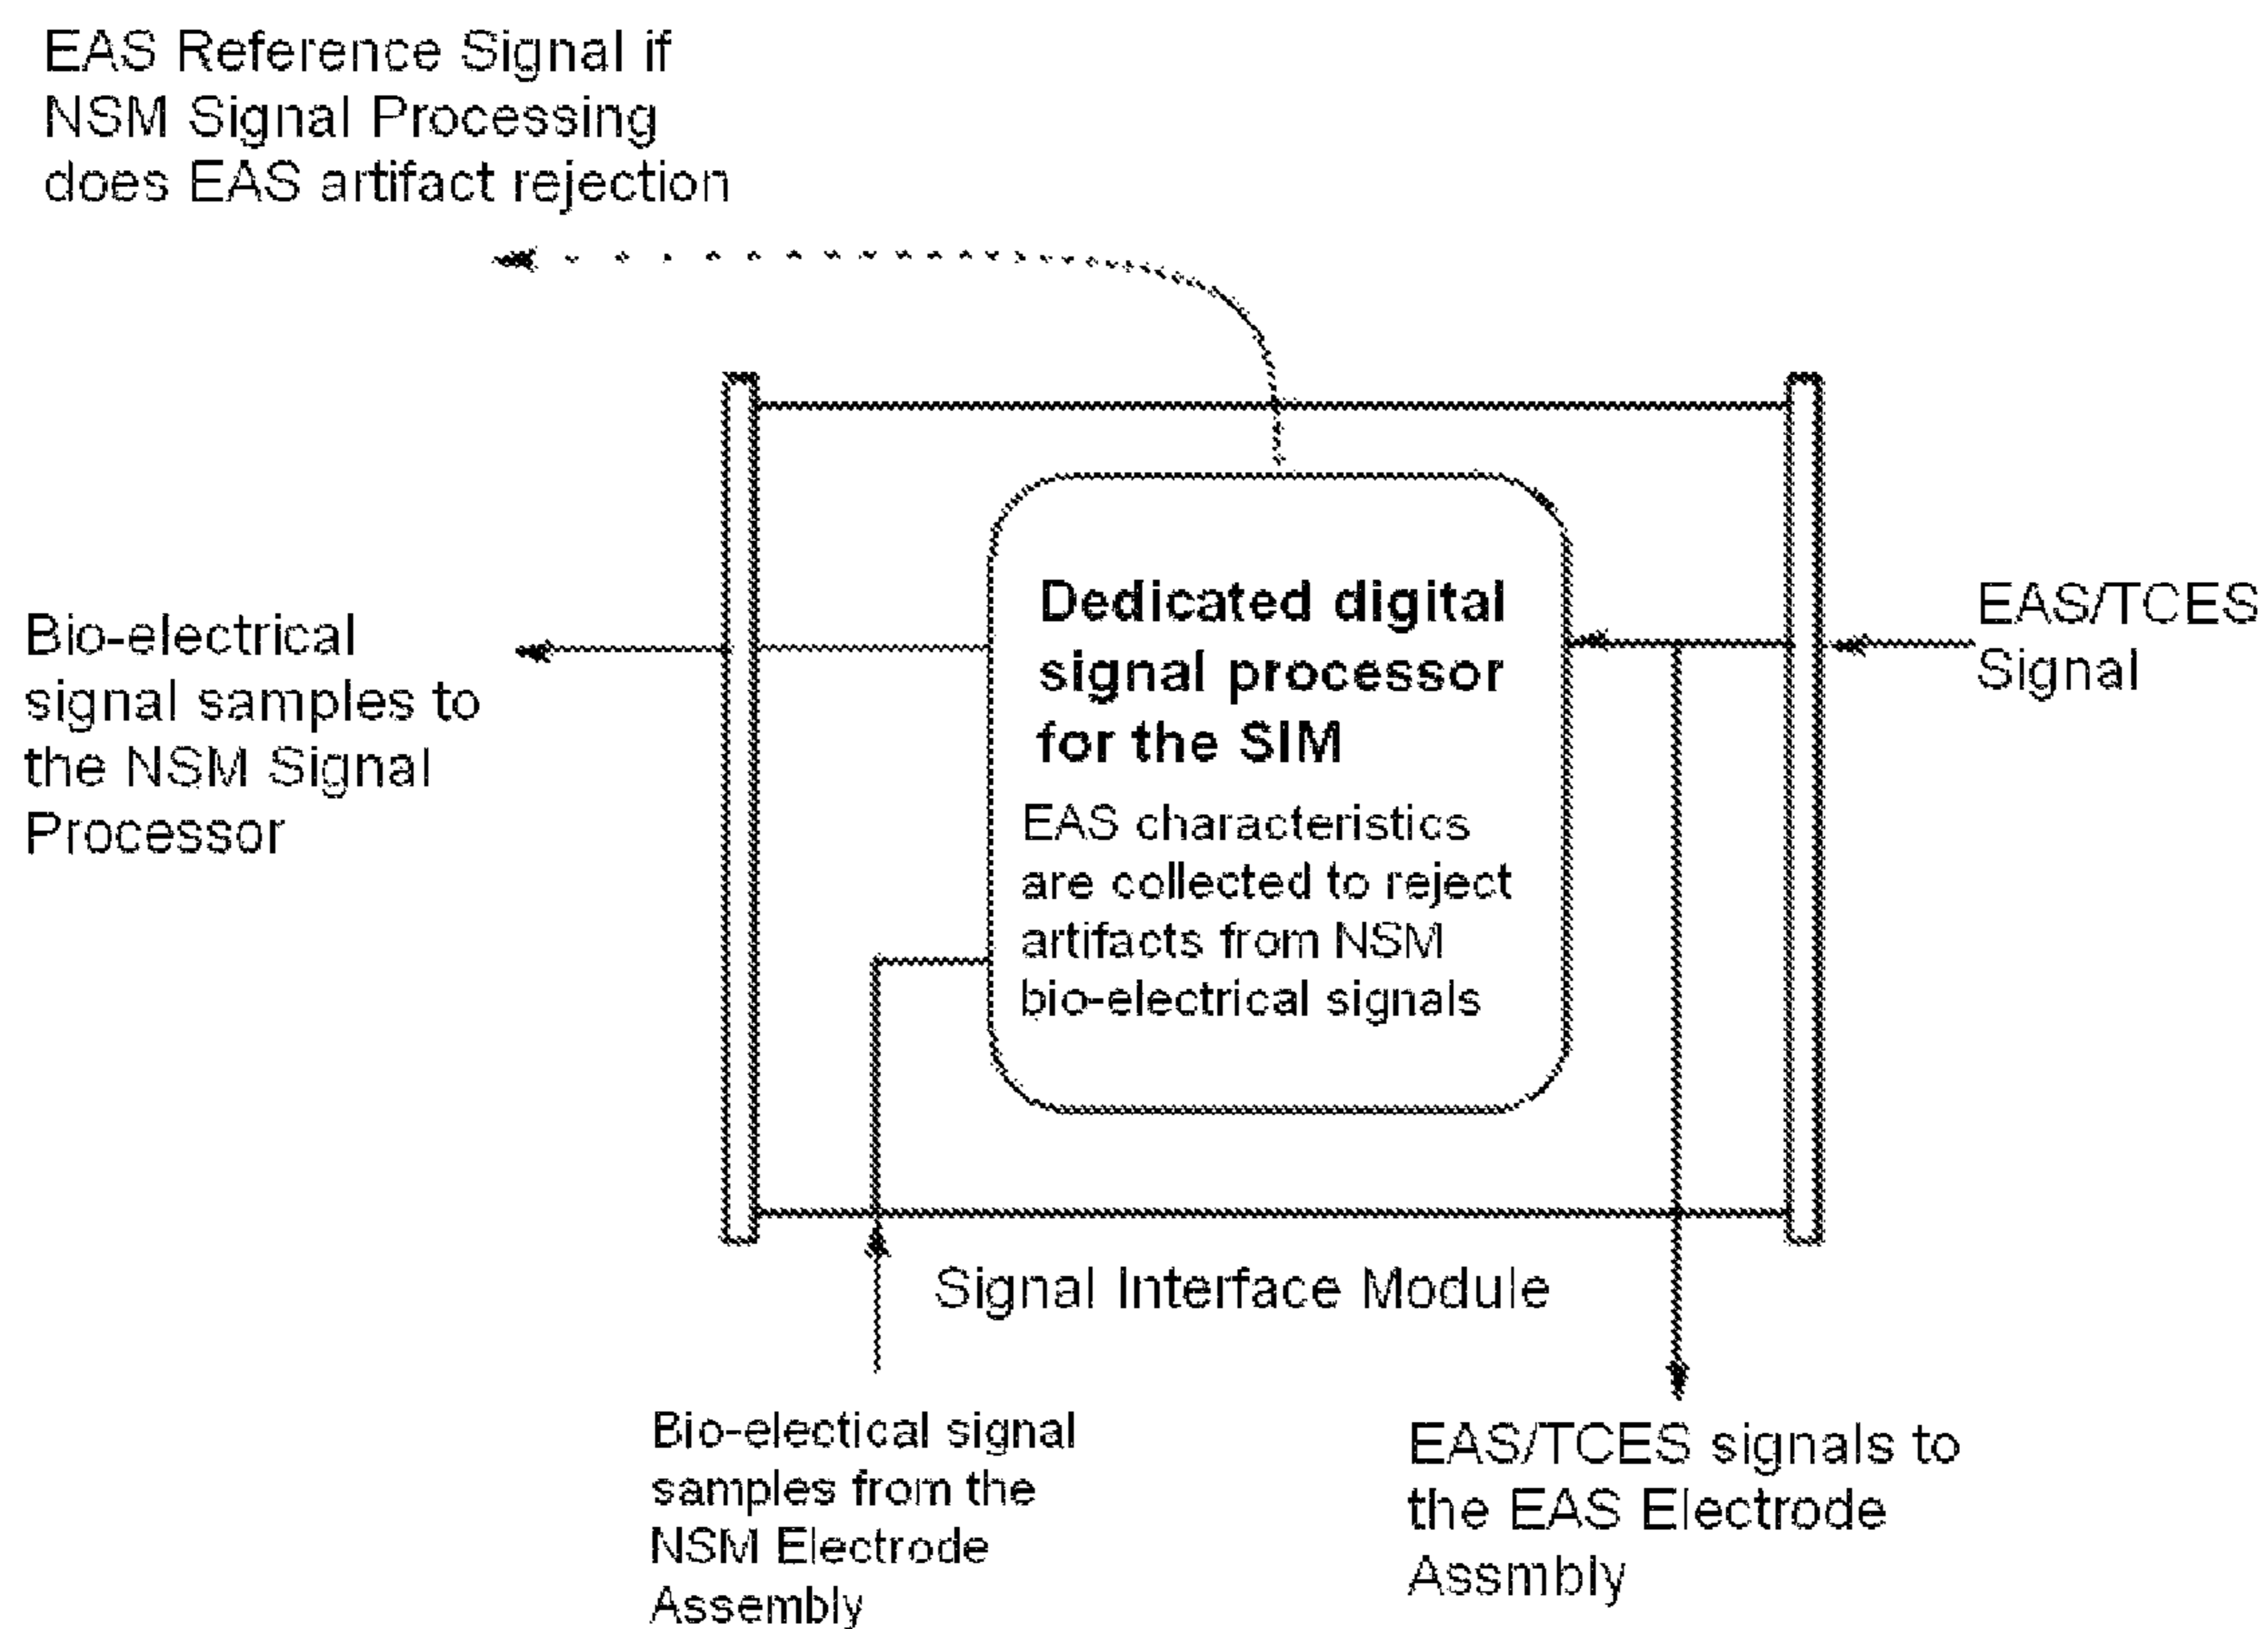 EAS Reference Signal if
NSM Signal Processing
does EAS artifact rejection
Bio-electrical
signal samples to
the NSM Signal
Processor
Dedicated digital
signal processor
for the SIM
EAS characteristics
are collected to reject
artifacts from NSM
bio-electrical signals
EAS/TCES
Signal
Signal Interface Module
Bio-electical signal
samples from the
NSM Electrode
Assembly
EAS/TCES signals to
the EAS Electrode
Assmbly